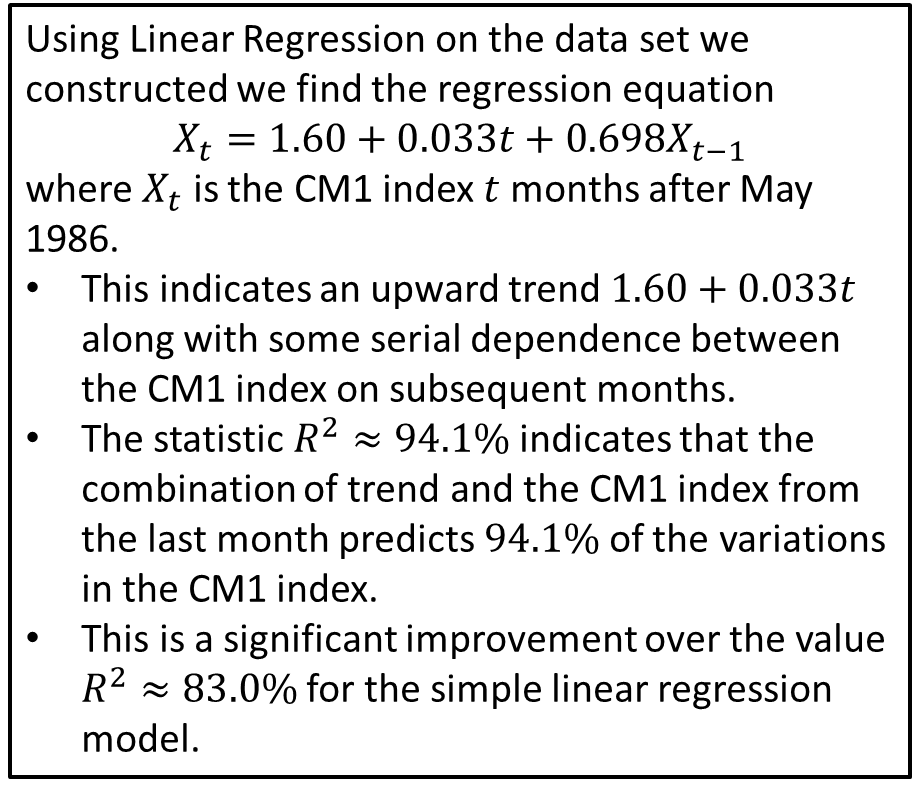 Using Linear Regression on the data set we
constructed we find the regression equation
X_t = 1.60 + 0.033t + 0.698X_{t−1}
where X_t is the CM1 index t months after May
1986.
• This indicates an upward trend 1.60 + 0.033t
along with some serial dependence between
the CM1 index on subsequent months.
• The statistic R² ≈ 94.1% indicates that the
combination of trend and the CM1 index from
the last month predicts 94.1% of the variations
in the CM1 index.
• This is a significant improvement over the value
R² ≈ 83.0% for the simple linear regression
model.